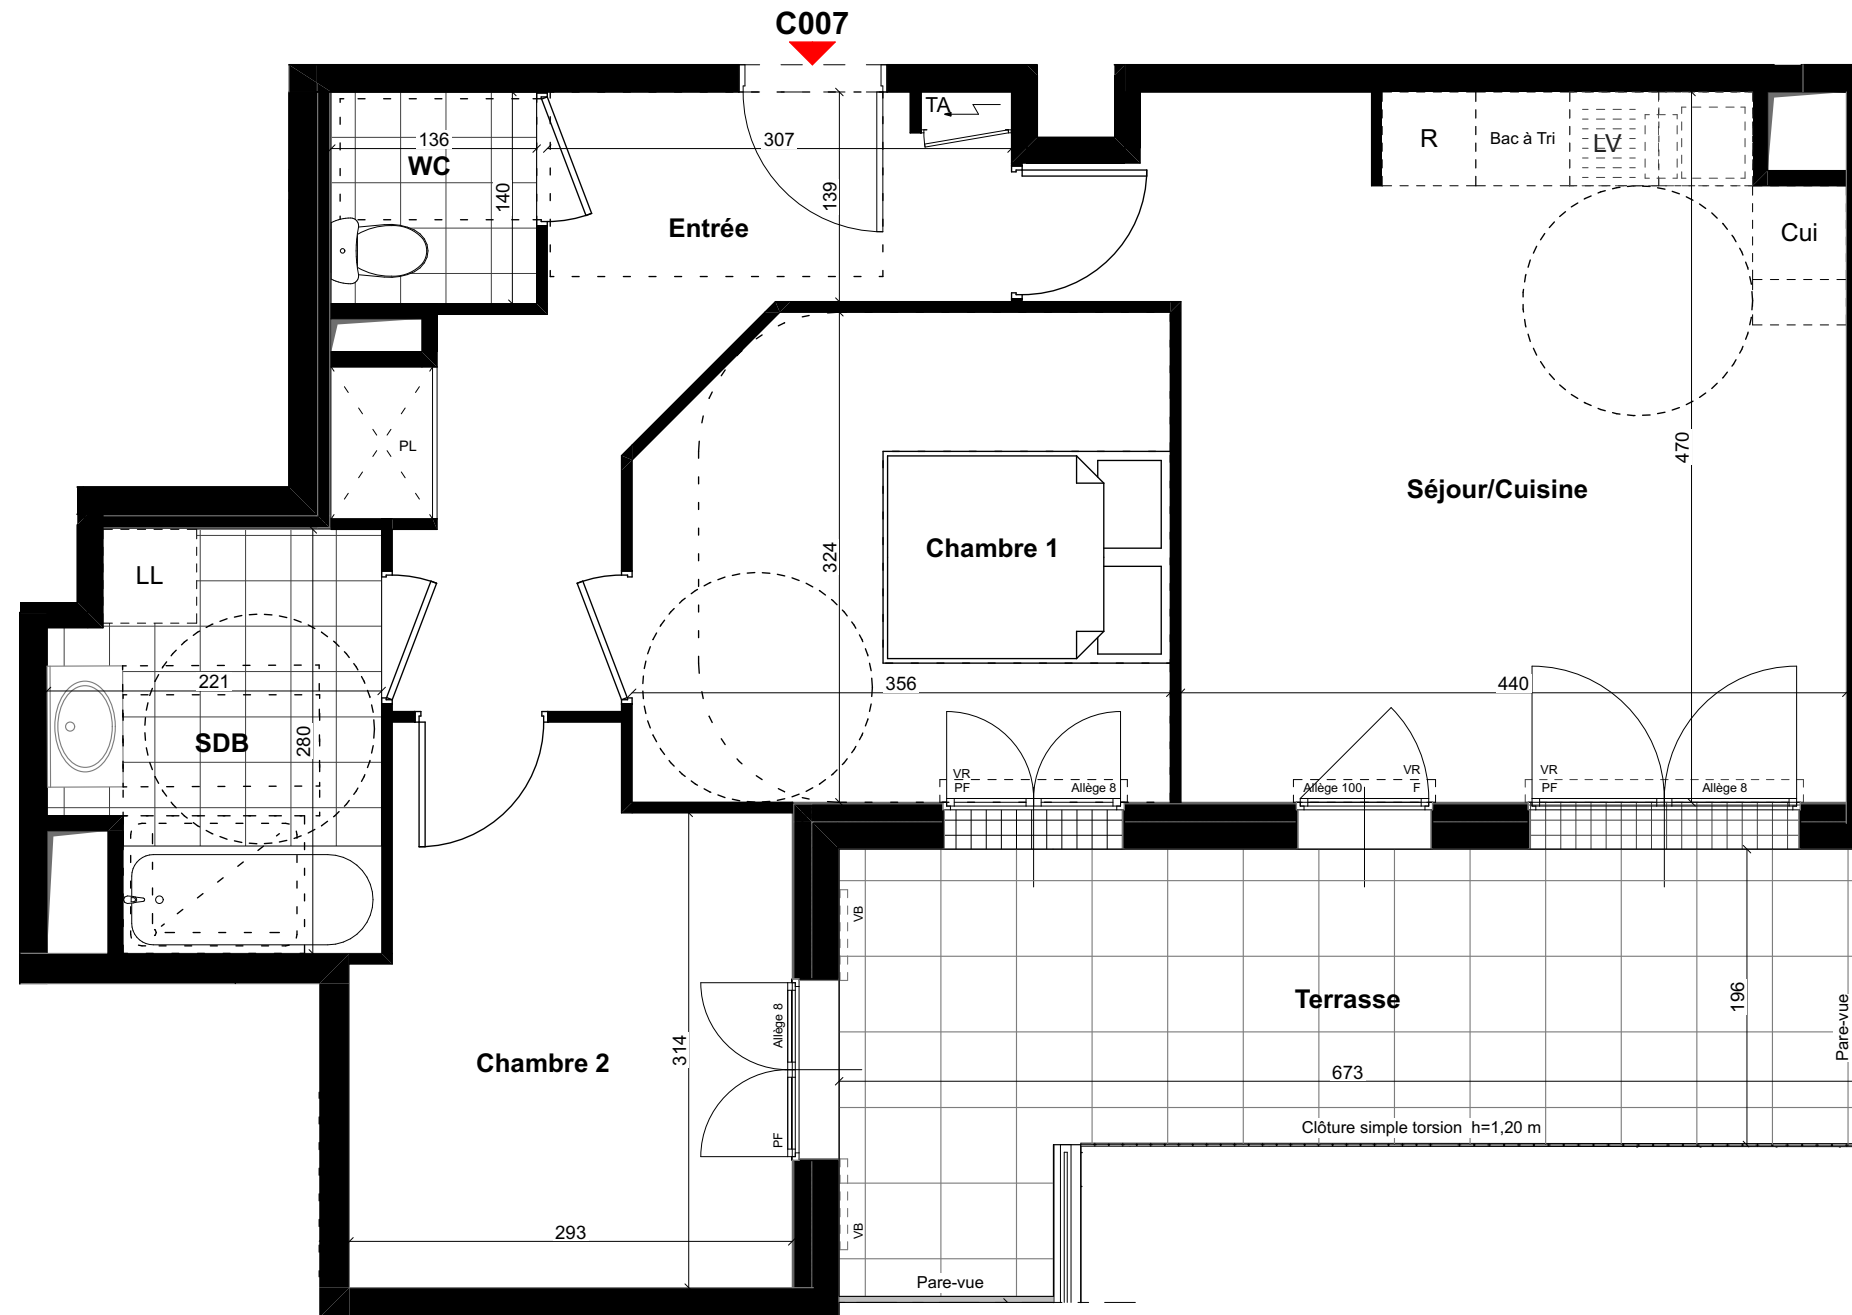 C007
TA
136
WC
307
R
Bac à Tri
LV
140
139
Entrée
Cui
PL
470
Séjour/Cuisine
324
Chambre 1
LL
221
356
440
SDB
280
VR
PF
Allège 8
Allège 100
VR
F
VR
PF
Allège 8
VB
Terrasse
196
Pare-vue
Allège 8
314
Chambre 2
673
Clôture simple torsion h=1,20 m
PF
293
VB
Pare-vue